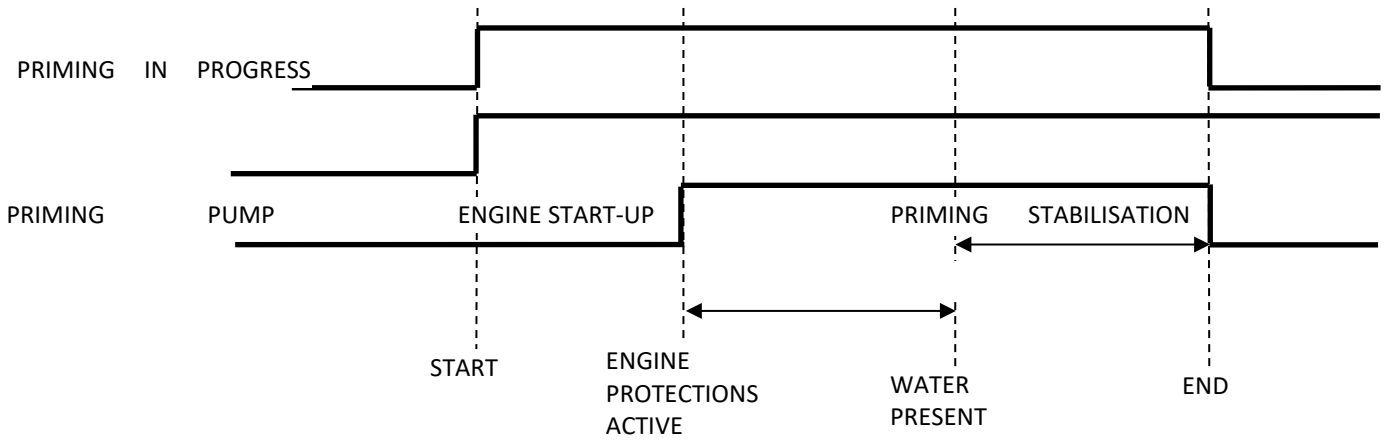 PRIMING IN PROGRESS
PRIMING PUMP ENGINE START-UP PRIMING STABILISATION
START
ENGINE
PROTECTIONS
ACTIVE
WATER
PRESENT
END